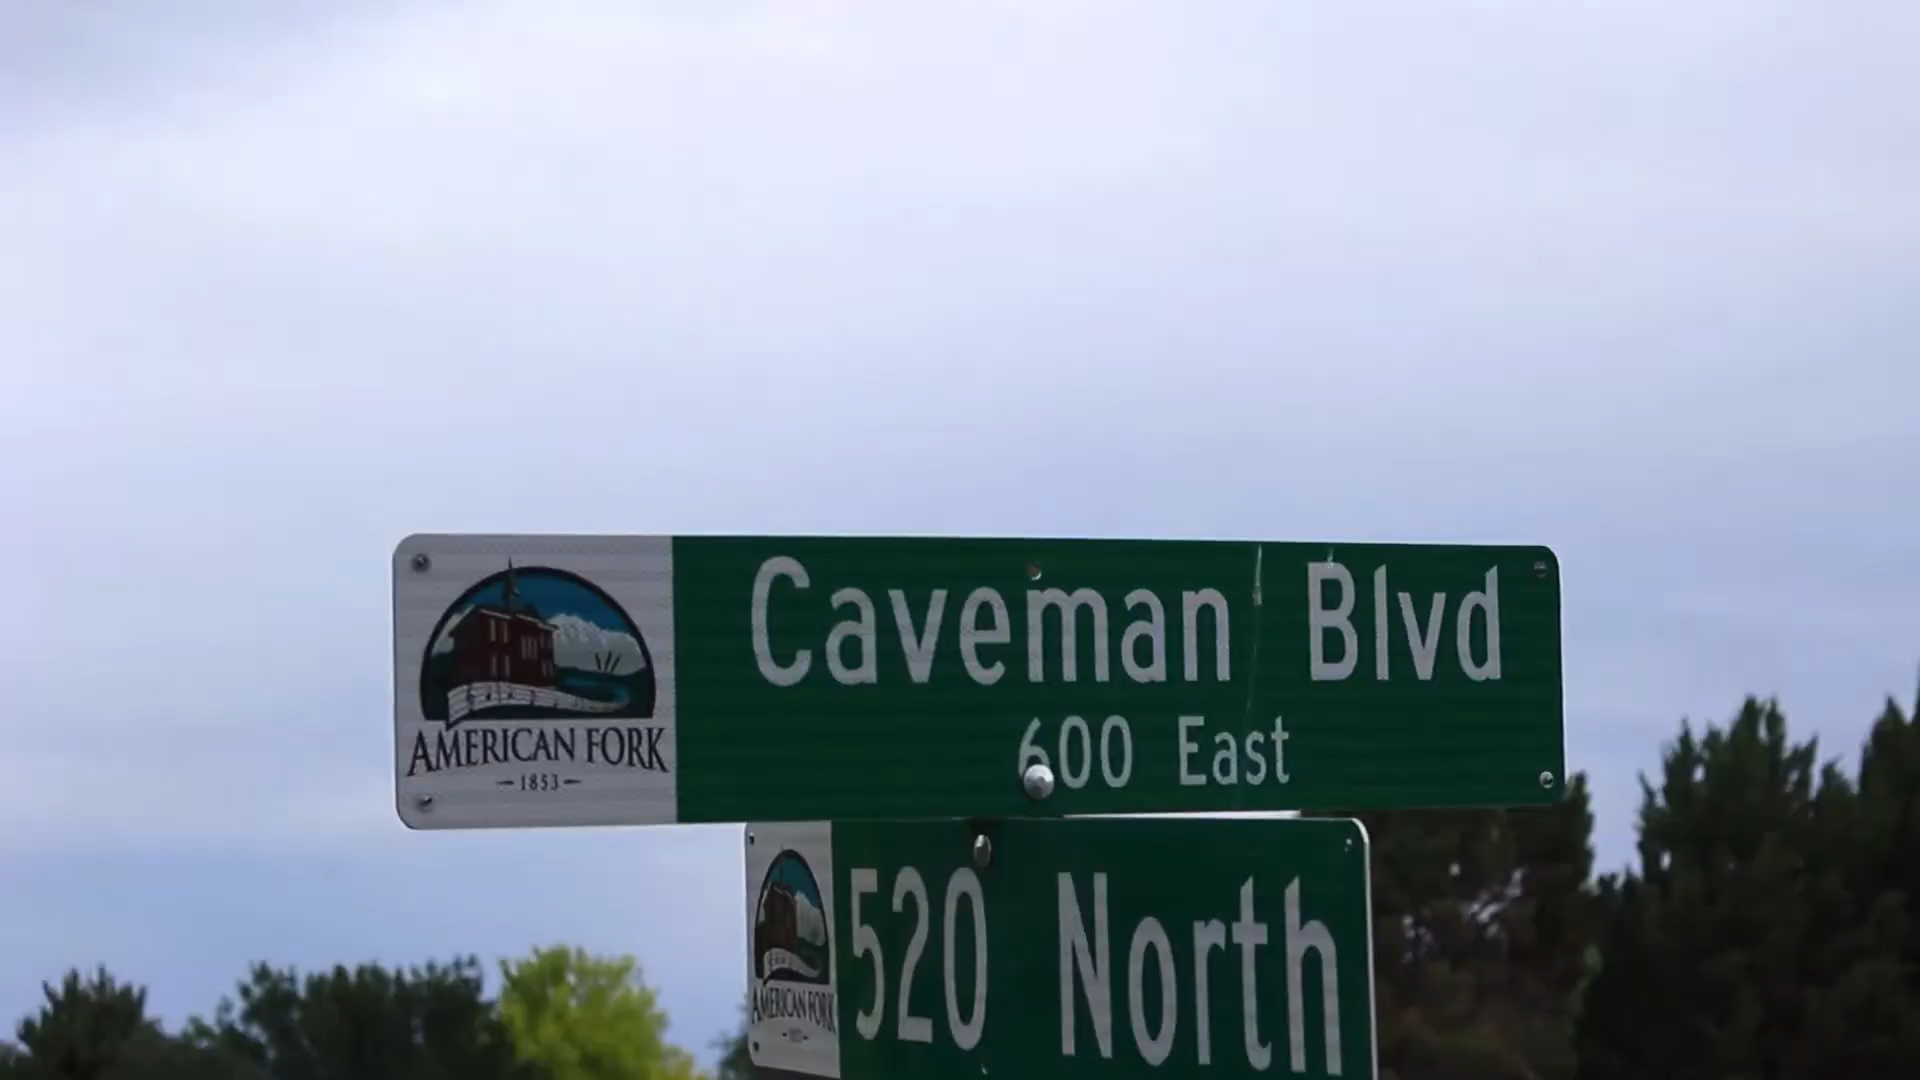 Caveman Blvd
600 East
AMERICAN FORK
1853
520 North
AMERICAN FORK